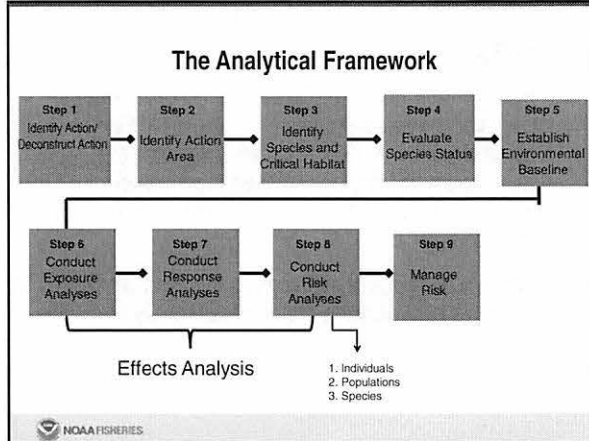 The Analytical Framework
Step 1
Identify Action/
Deconstruct Action
Step 2
Identify Action
Area
Step 3
Identify
Species and
Critical Habitat
Step 4
Evaluate
Species Status
Step 5
Establish
Environmental
Baseline
Step 6
Conduct
Exposure
Analyses
Step 7
Conduct
Response
Analyses
Step 8
Conduct
Risk
Analyses
Step 9
Manage
Risk
Effects Analysis
1. Individuals
2. Populations
3. Species
NOAA FISHERIES